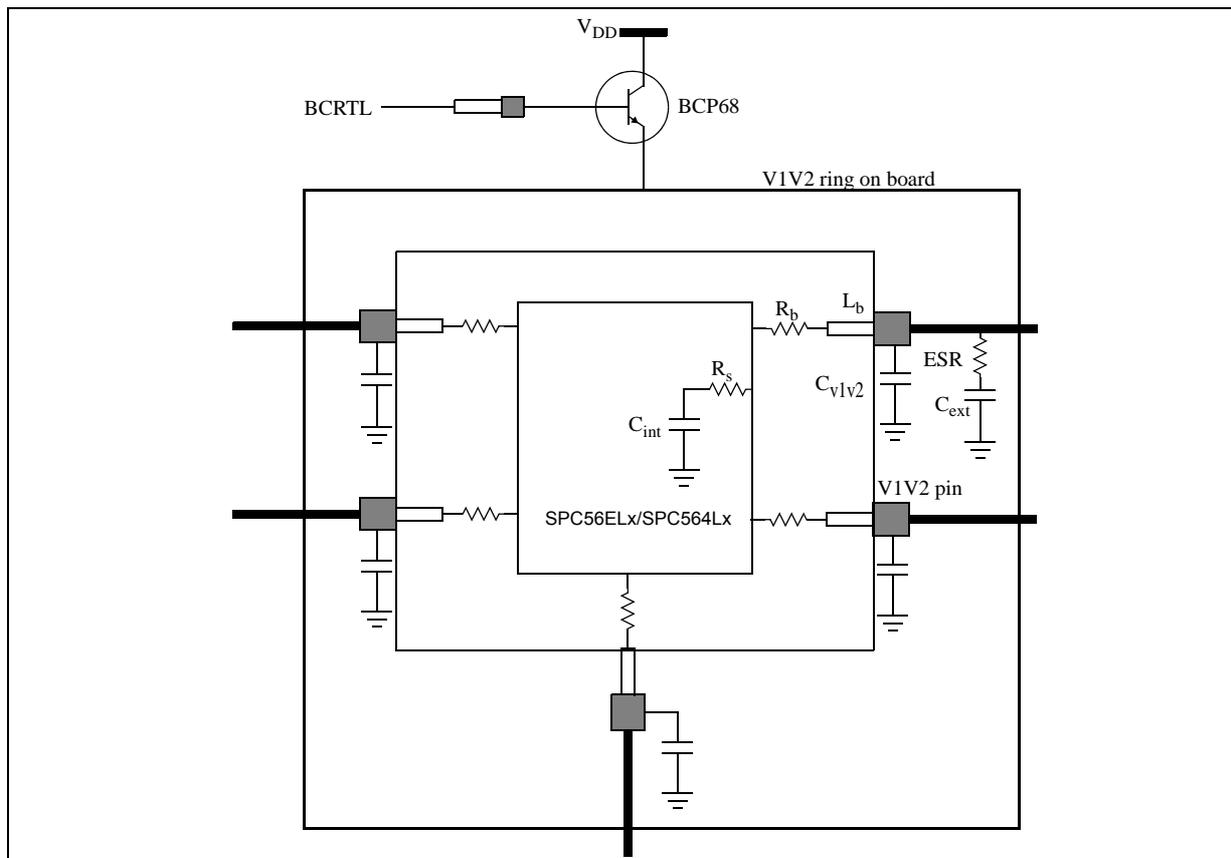 VDD
BCRTL
BCP68
V1V2 ring on board
Rb
Lb
Rs
ESR
Cv1v2
Cext
Cint
V1V2 pin
SPC56ELx/SPC564Lx